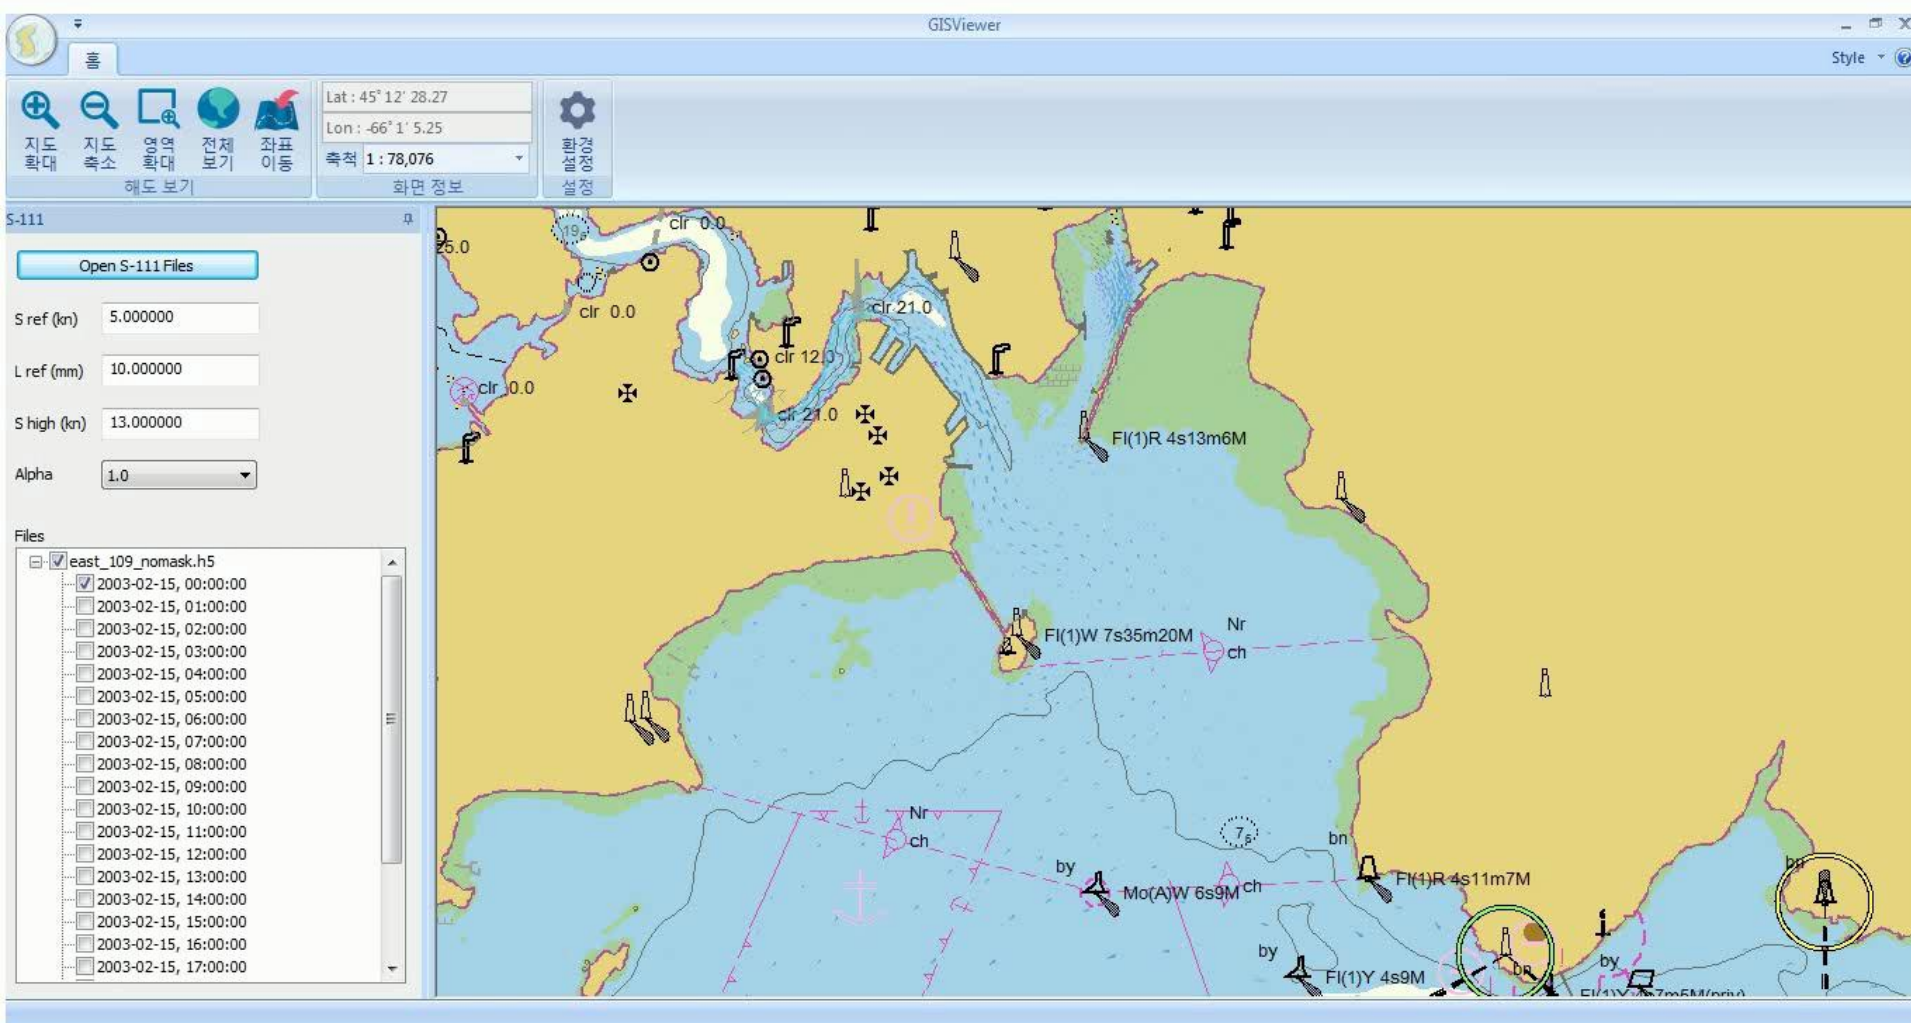 GISViewer
홈
Style
지도
확대
지도
축소
영역
확대
전체
보기
좌표
이동
해도 보기
Lat : 45° 12' 28.27
Lon : -66° 1' 5.25
축척 1 : 78,076
화면 정보
환경
설정
설정
S-111
Open S-111 Files
S ref (kn) 5.000000
L ref (mm) 10.000000
S high (kn) 13.000000
Alpha 1.0
Files
east_109_nomask.h5
2003-02-15, 00:00:00
2003-02-15, 01:00:00
2003-02-15, 02:00:00
2003-02-15, 03:00:00
2003-02-15, 04:00:00
2003-02-15, 05:00:00
2003-02-15, 06:00:00
2003-02-15, 07:00:00
2003-02-15, 08:00:00
2003-02-15, 09:00:00
2003-02-15, 10:00:00
2003-02-15, 11:00:00
2003-02-15, 12:00:00
2003-02-15, 13:00:00
2003-02-15, 14:00:00
2003-02-15, 15:00:00
2003-02-15, 16:00:00
2003-02-15, 17:00:00
25.0
19₆
clr 0.0
clr 0.0
clr 21.0
clr 12.0
clr 0.0
clr 21.0
Fl(1)R 4s13m6M
Fl(1)W 7s35m20M
Nr
ch
Nr
ch
7₅
bn
by
Mo(A)W 6s9M
ch
Fl(1)R 4s11m7M
bn
by
Fl(1)Y 4s9M
bn
by